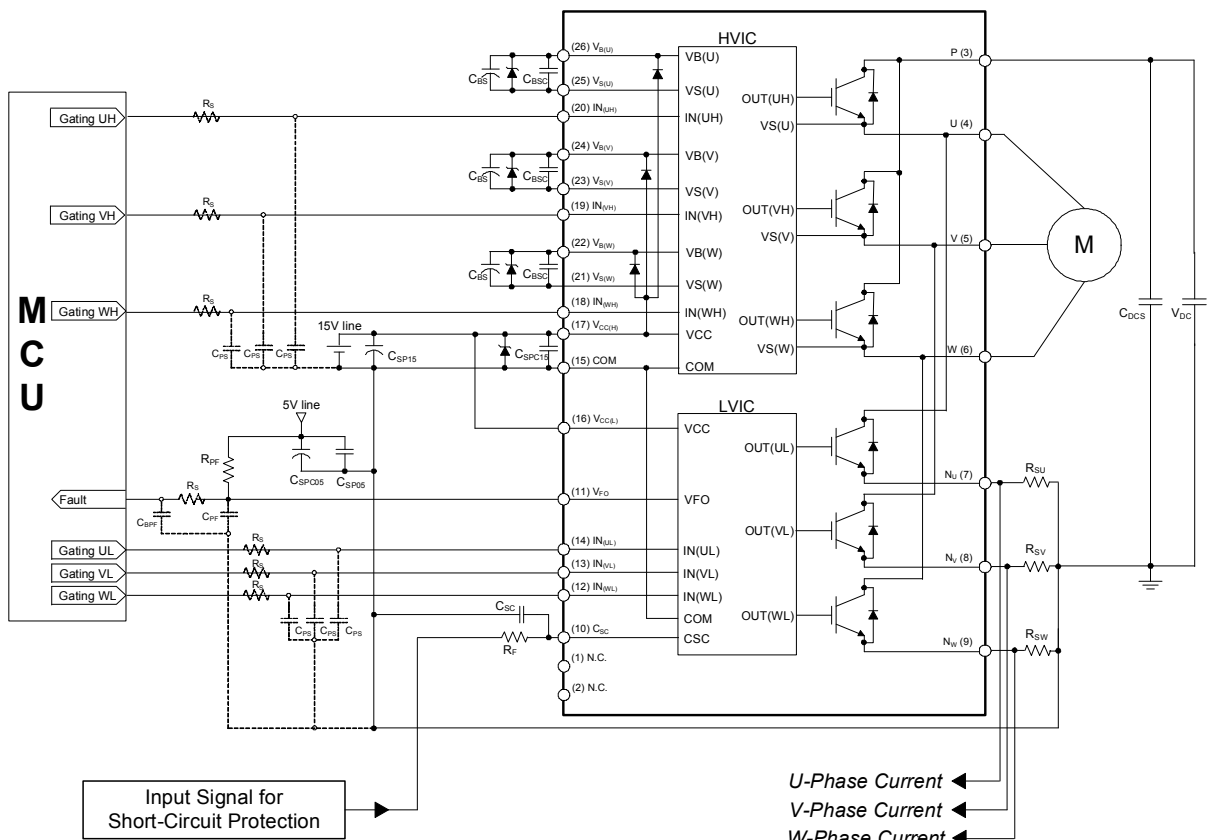 HVIC
P (3)
(26) VB(U)
VB(U)
CBS
CBSC
(25) VS(U)
VS(U)
OUT(UH)
RS
Gating UH
(20) IN(UH)
IN(UH)
VS(U)
U (4)
(24) VB(V)
VB(V)
CBS
CBSC
(23) VS(V)
VS(V)
OUT(VH)
RS
Gating VH
(19) IN(VH)
IN(VH)
VS(V)
V (5)
M
(22) VB(W)
VB(W)
CBS
CBSC
(21) VS(W)
VS(W)
RS
Gating WH
(18) IN(WH)
IN(WH)
OUT(WH)
CDCS
VDC
M
C
U
15V line
(17) VCC(H)
VCC
CPS
CPS
CPS
CSP15
CSPC15
VS(W)
W (6)
(15) COM
COM
LVIC
5V line
(16) VCC(L)
VCC
OUT(UL)
RPF
CSPC05
CSP05
NU (7)
RSU
RS
Fault
(11) VFO
VFO
CBPF
CPF
OUT(VL)
RS
Gating UL
(14) IN(UL)
IN(UL)
RS
Gating VL
(13) IN(VL)
IN(VL)
NV (8)
RSV
RS
Gating WL
(12) IN(WL)
IN(WL)
CPS
CPS
CPS
CSC
COM
OUT(WL)
(10) CSC
CSC
RF
NW (9)
RSW
(1) N.C.
(2) N.C.
Input Signal for
Short-Circuit Protection
U-Phase Current
V-Phase Current
W-Phase Current